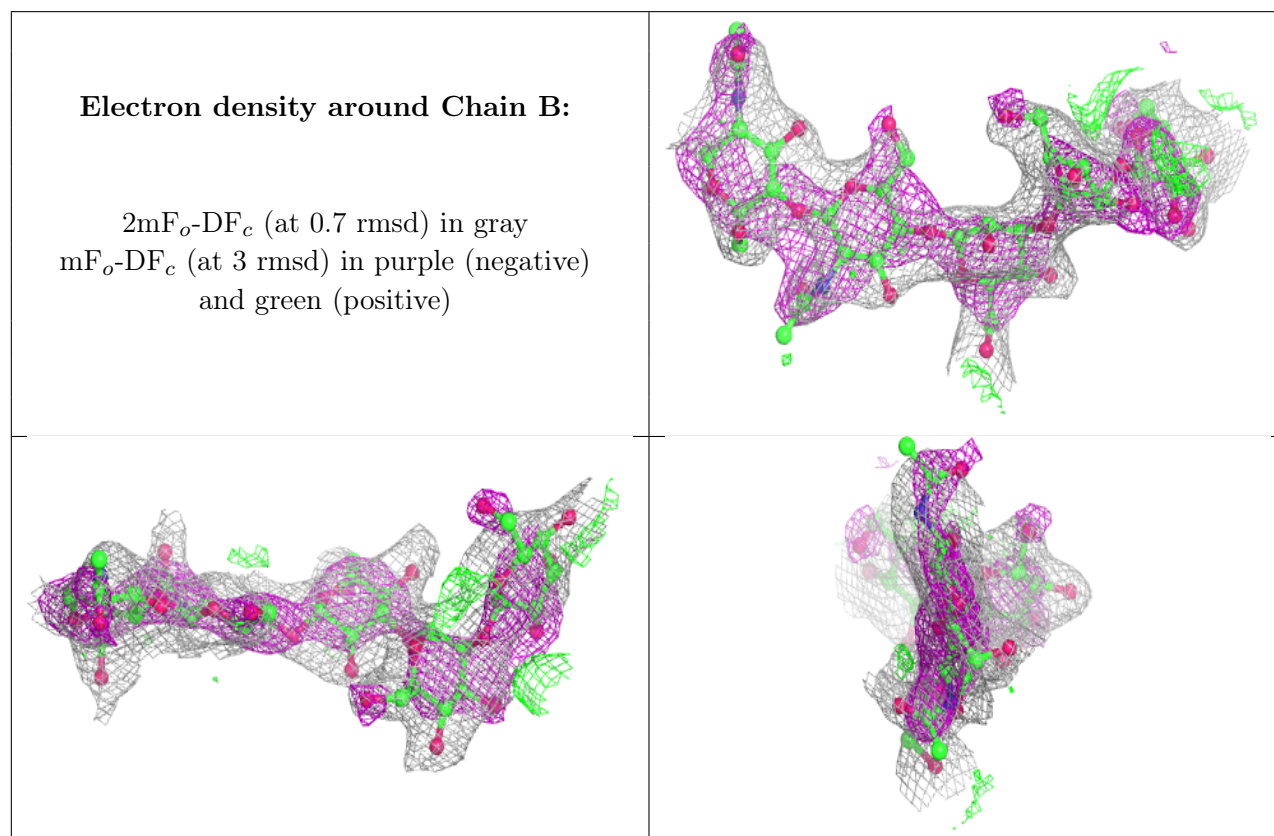 Electron density around Chain B:
2mFₒ-DF𝒸 (at 0.7 rmsd) in gray
mFₒ-DF𝒸 (at 3 rmsd) in purple (negative)
and green (positive)